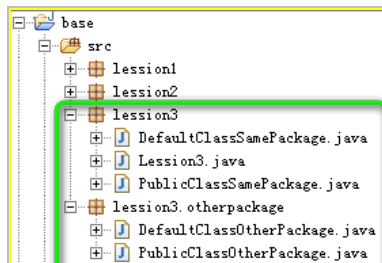 base
src
lession1
lession2
lession3
DefaultClassSamePackage.java
Lession3.java
PublicClassSamePackage.java
lession3.otherpackage
DefaultClassOtherPackage.java
PublicClassOtherPackage.java